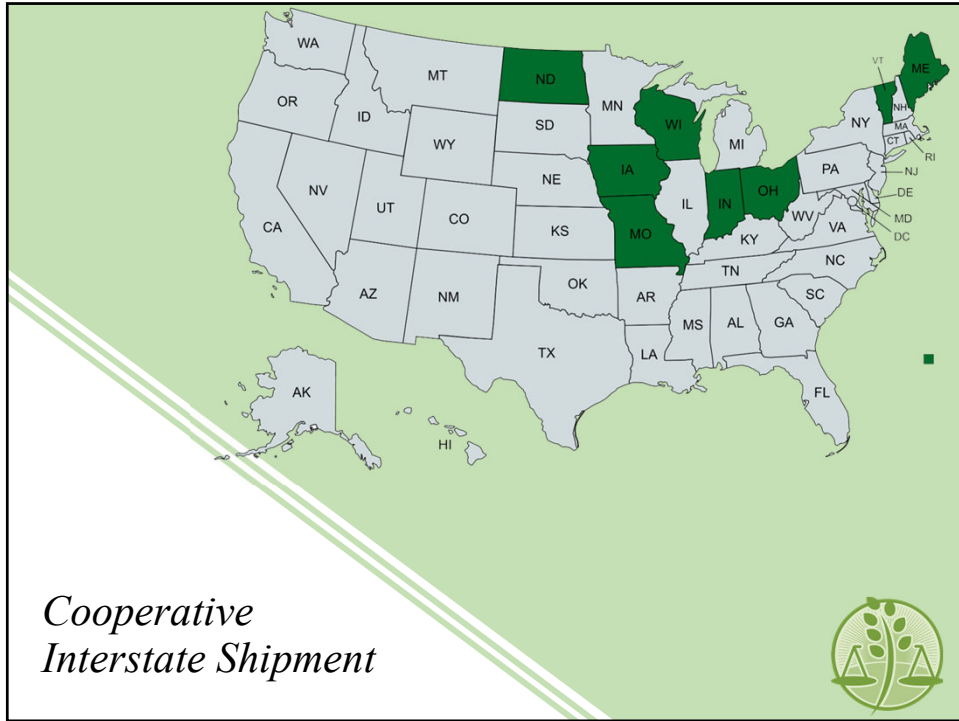 WA
MT
ND
MN
VT
ME
OR
ID
SD
WI
NY
NH
MA
WY
MI
CT
RI
NE
IA
PA
NJ
NV
UT
CO
IL
IN
OH
DE
MD
CA
KS
MO
KY
WV
VA
DC
AZ
NM
OK
AR
TN
NC
SC
TX
LA
MS
AL
GA
FL
AK
HI
Cooperative
Interstate Shipment